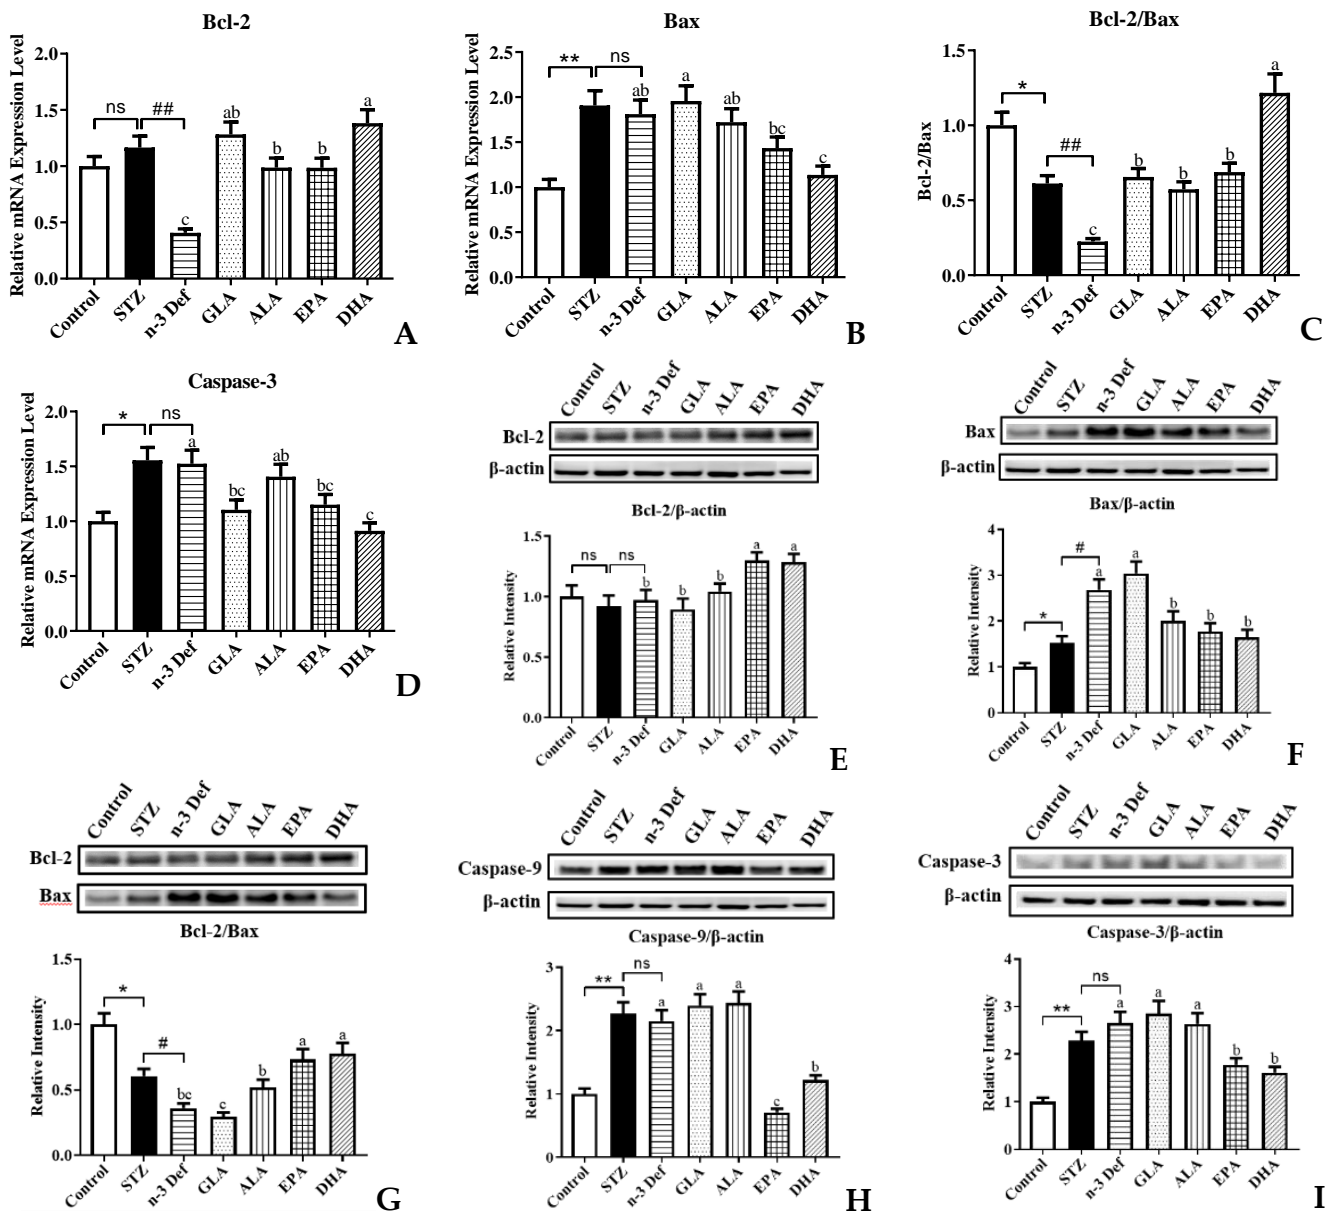 Bcl-2
Relative mRNA Expression Level
2.0
1.5
1.0
0.5
0.0
ns
##
c
ab
b
b
a
Control
STZ
n-3 Def
GLA
ALA
EPA
DHA
A
Bax
Relative mRNA Expression Level
2.5
2.0
1.5
1.0
0.5
0.0
**
ns
ab
a
ab
bc
c
Control
STZ
n-3 Def
GLA
ALA
EPA
DHA
B
Bcl-2/Bax
Bcl-2/Bax
1.5
1.0
0.5
0.0
*
##
c
b
b
b
a
Control
STZ
n-3 Def
GLA
ALA
EPA
DHA
C
Caspase-3
Relative mRNA Expression Level
2.0
1.5
1.0
0.5
0.0
*
ns
a
bc
ab
bc
c
Control
STZ
n-3 Def
GLA
ALA
EPA
DHA
D
Control
STZ
n-3 Def
GLA
ALA
EPA
DHA
Bcl-2
β-actin
Bcl-2/β-actin
Relative Intensity
1.5
1.0
0.5
0.0
ns
ns
b
b
b
a
a
Control
STZ
n-3 Def
GLA
ALA
EPA
DHA
E
Control
STZ
n-3 Def
GLA
ALA
EPA
DHA
Bax
β-actin
Bax/β-actin
Relative Intensity
4
3
2
1
0
*
#
a
a
b
b
b
Control
STZ
n-3 Def
GLA
ALA
EPA
DHA
F
Control
STZ
n-3 Def
GLA
ALA
EPA
DHA
Bcl-2
Bax
Bcl-2/Bax
Relative Intensity
1.5
1.0
0.5
0.0
*
#
bc
c
b
a
a
Control
STZ
n-3 Def
GLA
ALA
EPA
DHA
G
Control
STZ
n-3 Def
GLA
ALA
EPA
DHA
Caspase-9
β-actin
Caspase-9/β-actin
Relative Intensity
3
2
1
0
**
ns
a
a
a
c
b
Control
STZ
n-3 Def
GLA
ALA
EPA
DHA
H
Control
STZ
n-3 Def
GLA
ALA
EPA
DHA
Caspase-3
β-actin
Caspase-3/β-actin
Relative Intensity
4
3
2
1
0
**
ns
a
a
a
b
b
Control
STZ
n-3 Def
GLA
ALA
EPA
DHA
I